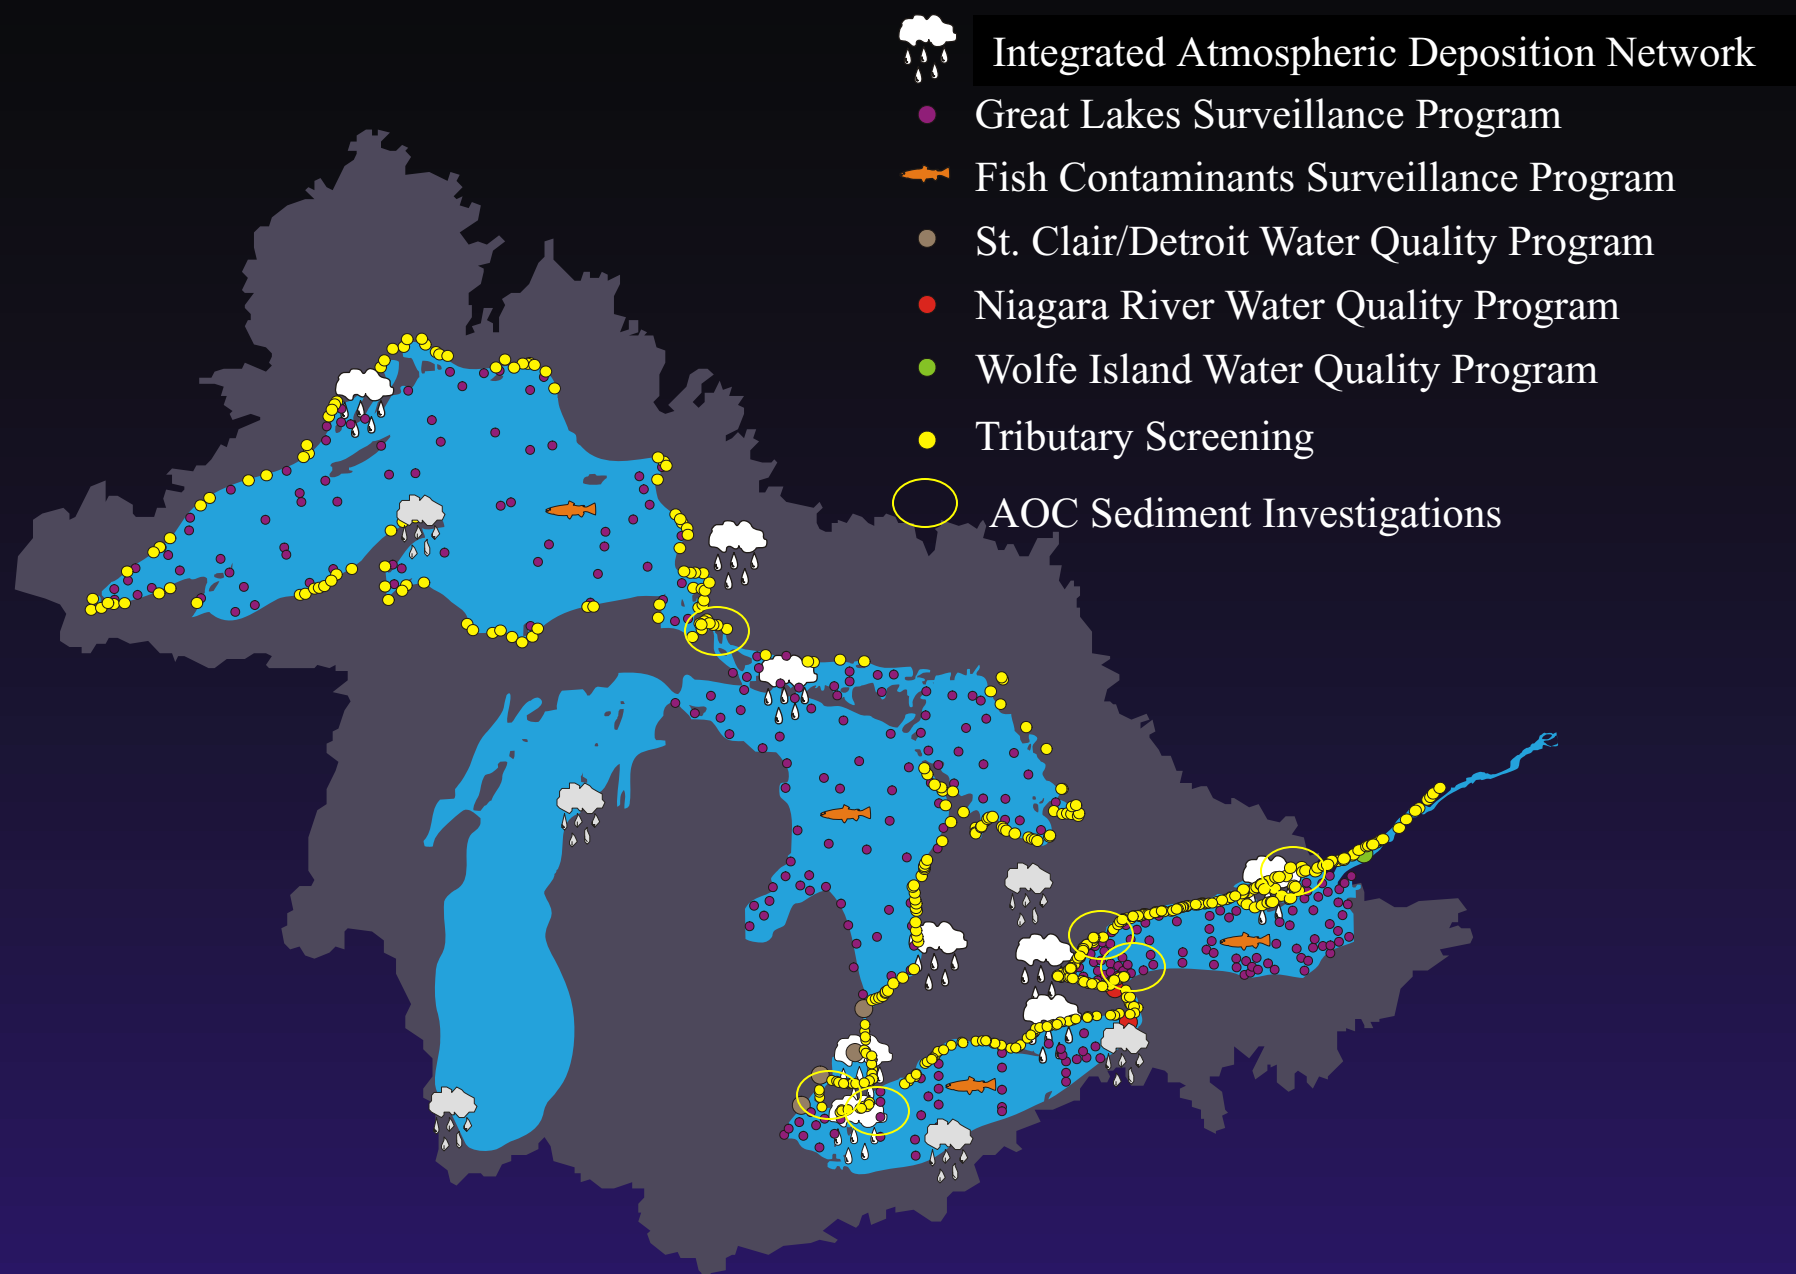 Integrated Atmospheric Deposition Network
Great Lakes Surveillance Program
Fish Contaminants Surveillance Program
St. Clair/Detroit Water Quality Program
Niagara River Water Quality Program
Wolfe Island Water Quality Program
Tributary Screening
AOC Sediment Investigations